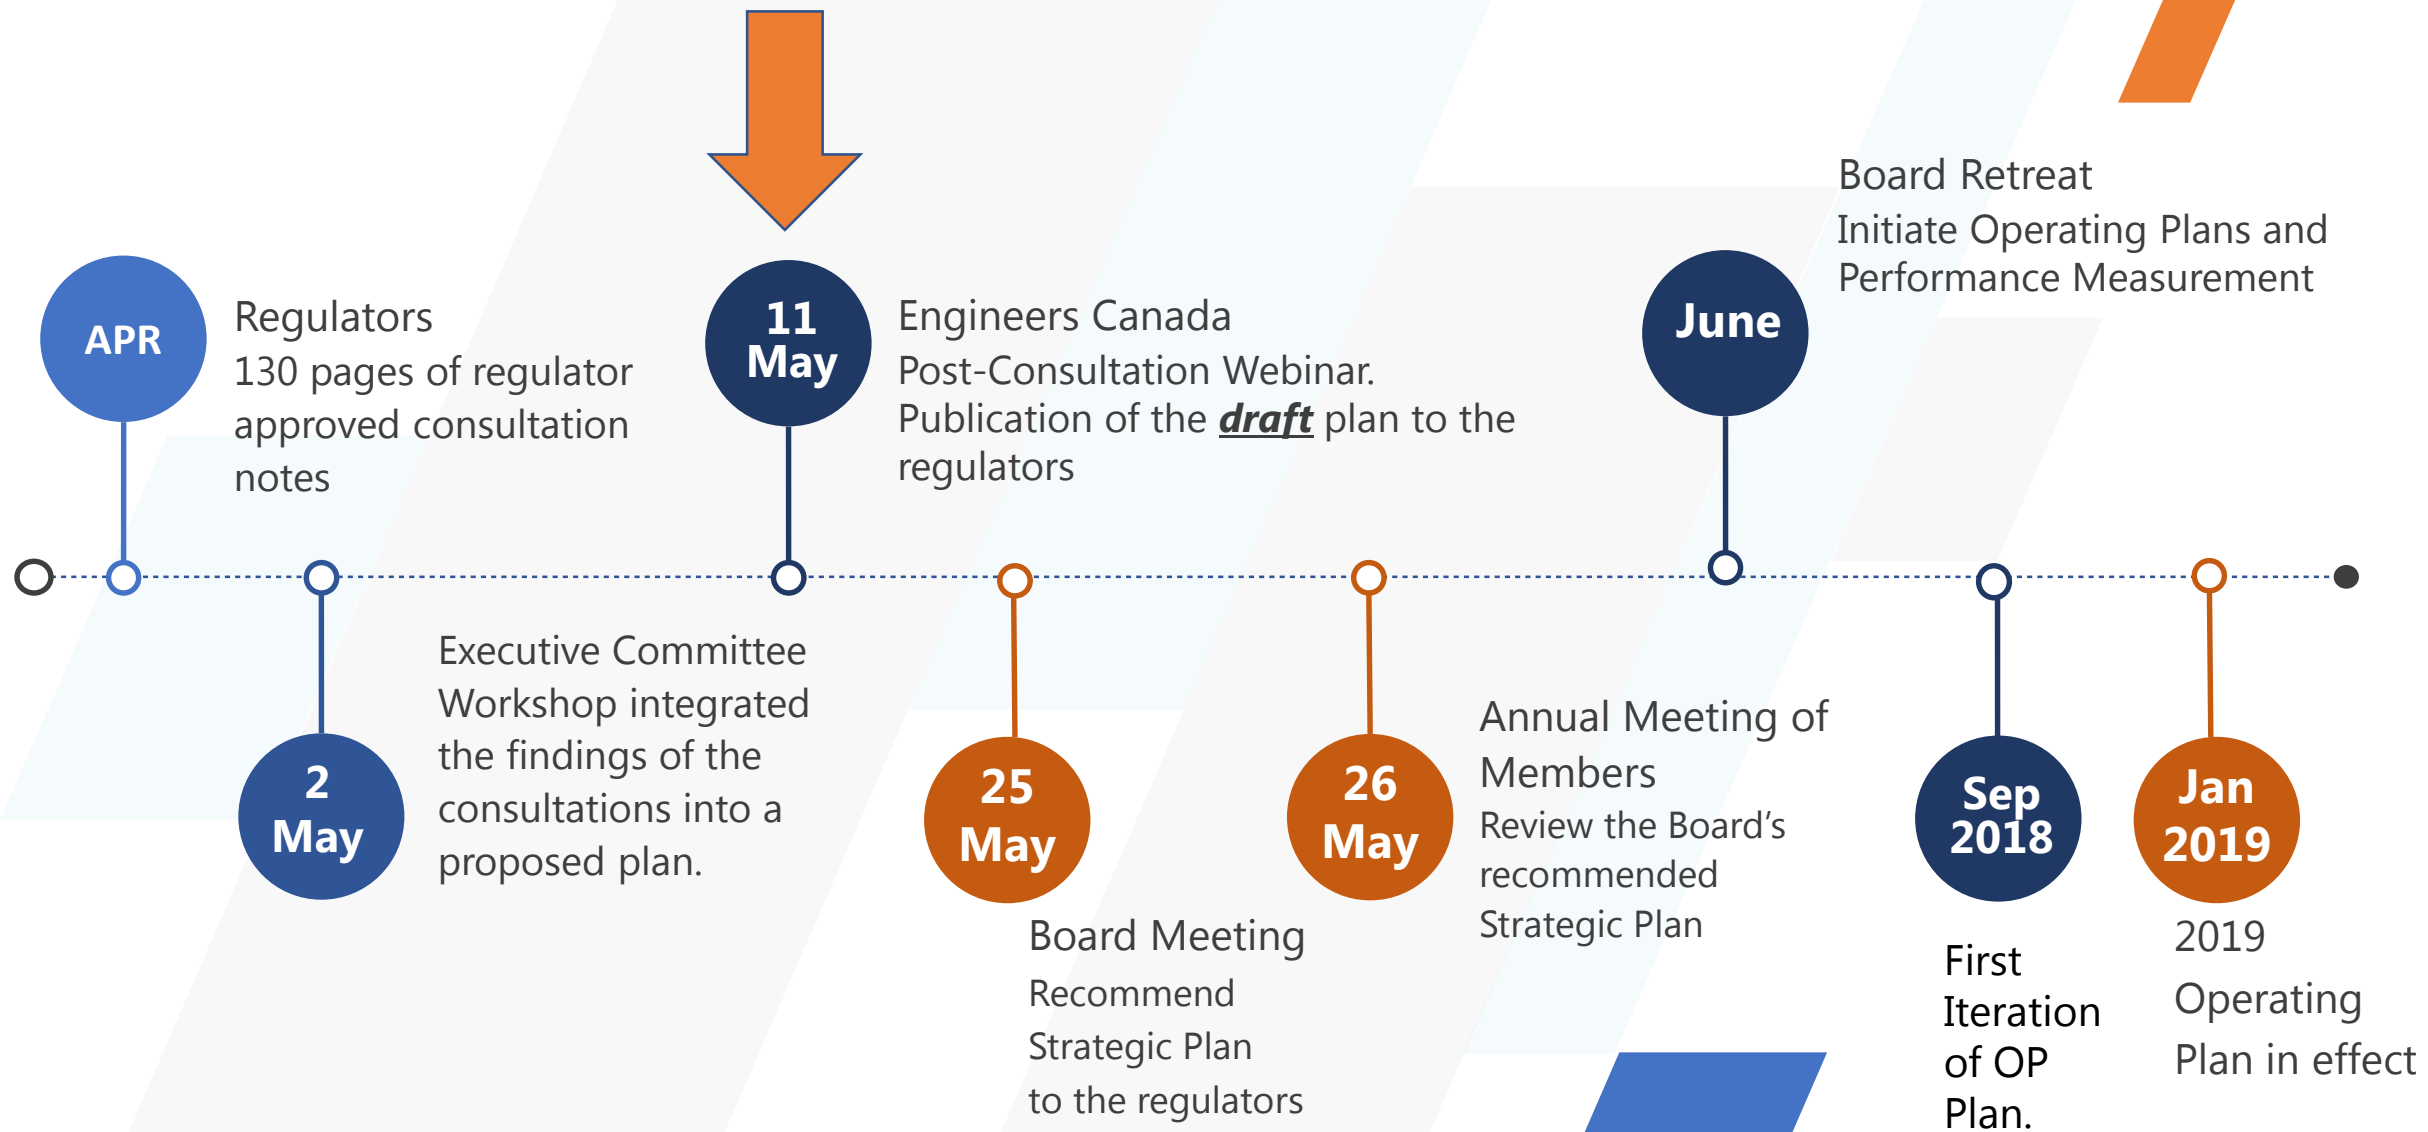 APR
Regulators
130 pages of regulator
approved consultation
notes
2
May
Executive Committee
Workshop integrated
the findings of the
consultations into a
proposed plan.
11
May
Engineers Canada
Post-Consultation Webinar.
Publication of the draft plan to the
regulators
25
May
Board Meeting
Recommend
Strategic Plan
to the regulators
26
May
Annual Meeting of
Members
Review the Board’s
recommended
Strategic Plan
June
Board Retreat
Initiate Operating Plans and
Performance Measurement
Sep
2018
First
Iteration
of OP
Plan.
Jan
2019
2019
Operating
Plan in effect